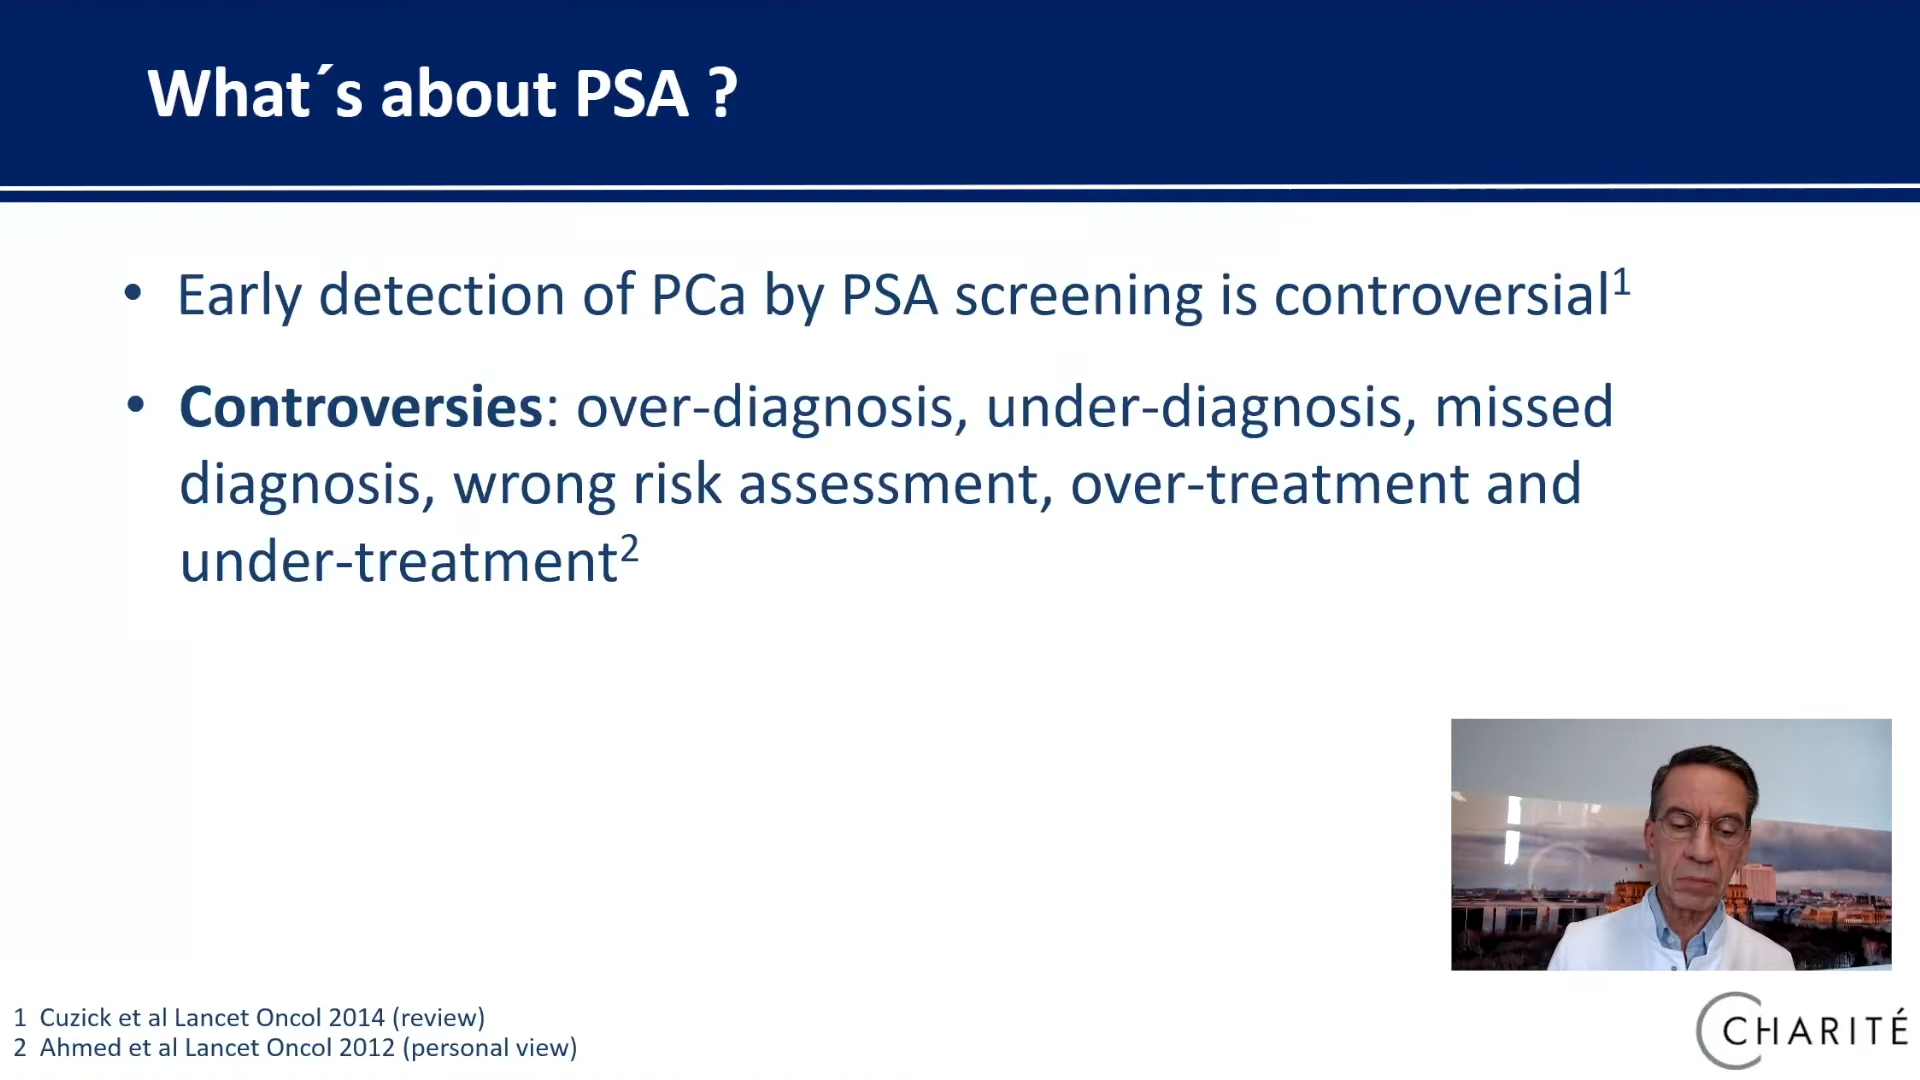 What´s about PSA ?
• Early detection of PCa by PSA screening is controversial1
• Controversies: over-diagnosis, under-diagnosis, missed
diagnosis, wrong risk assessment, over-treatment and
under-treatment2
1 Cuzick et al Lancet Oncol 2014 (review)
2 Ahmed et al Lancet Oncol 2012 (personal view)
CHARITÉ